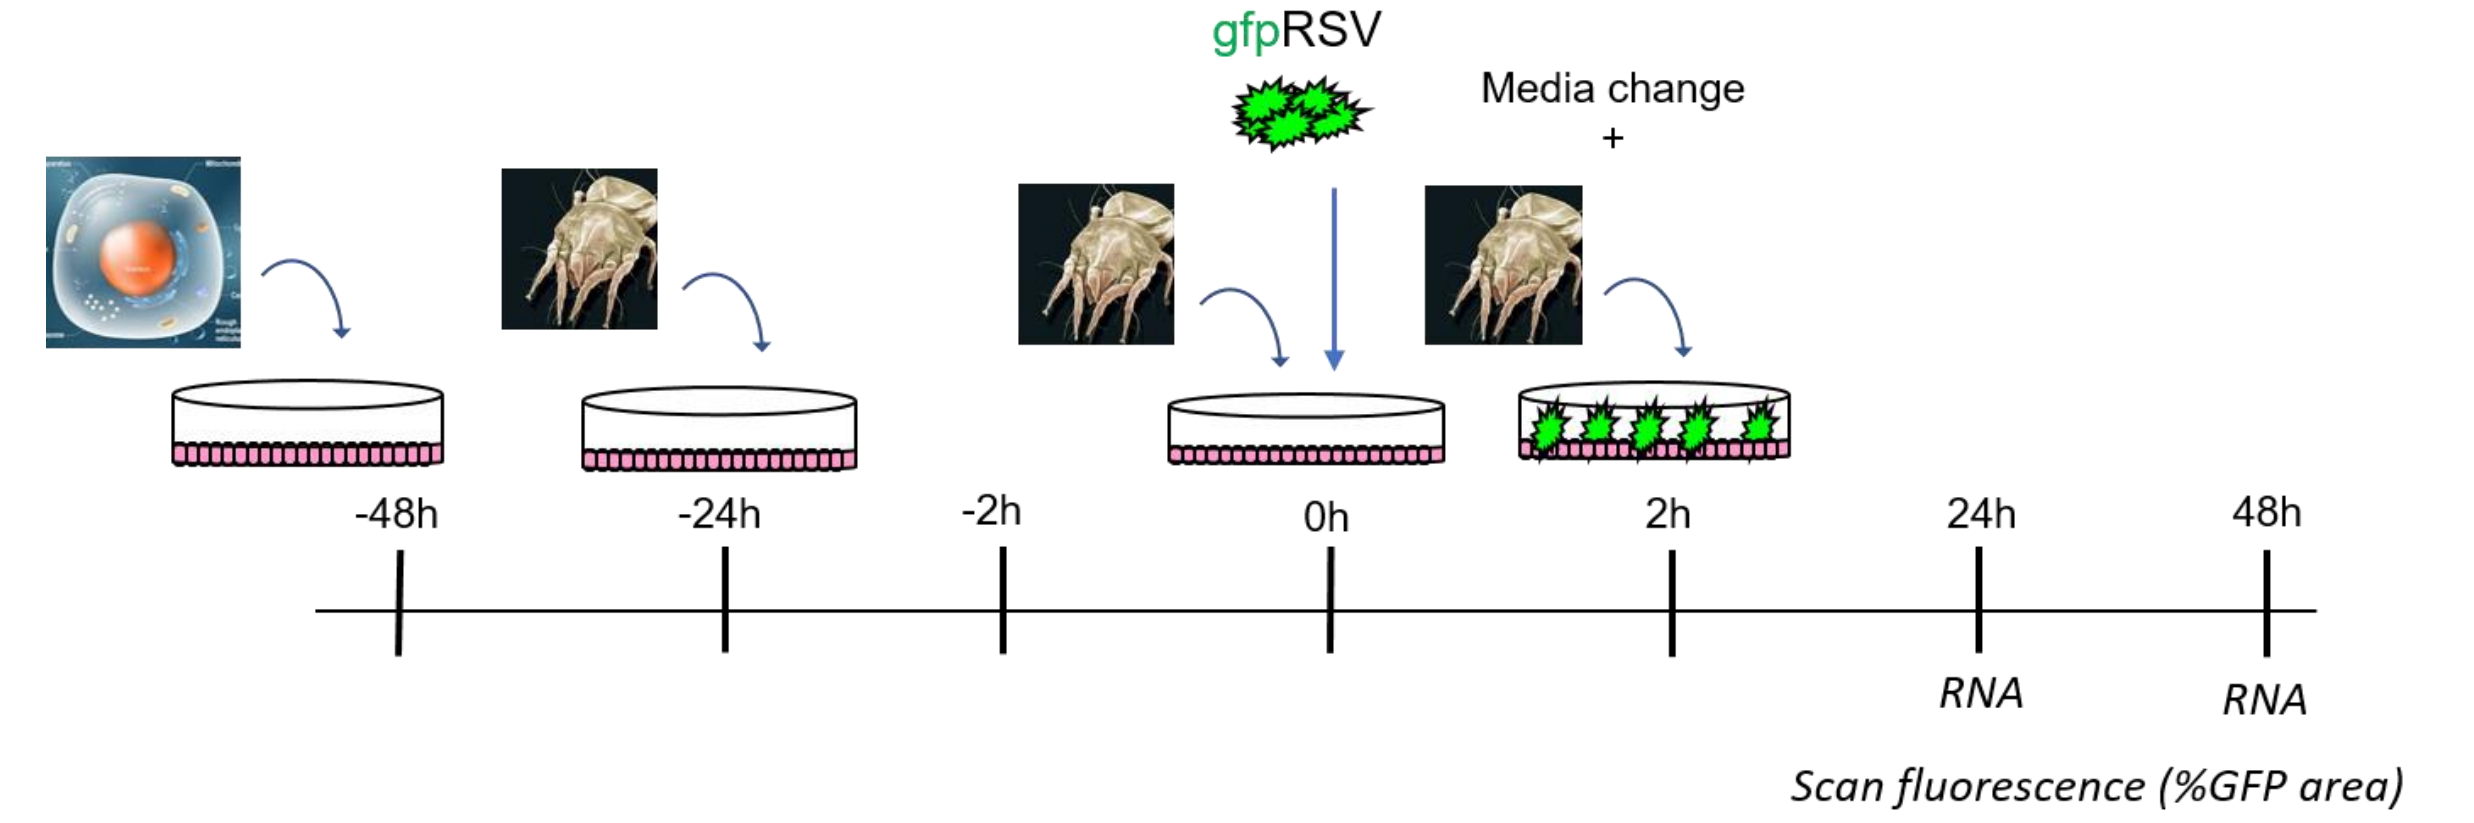 gfpRSV
Media change
+
-48h
-24h
-2h
0h
2h
24h
48h
RNA
RNA
Scan fluorescence (%GFP area)